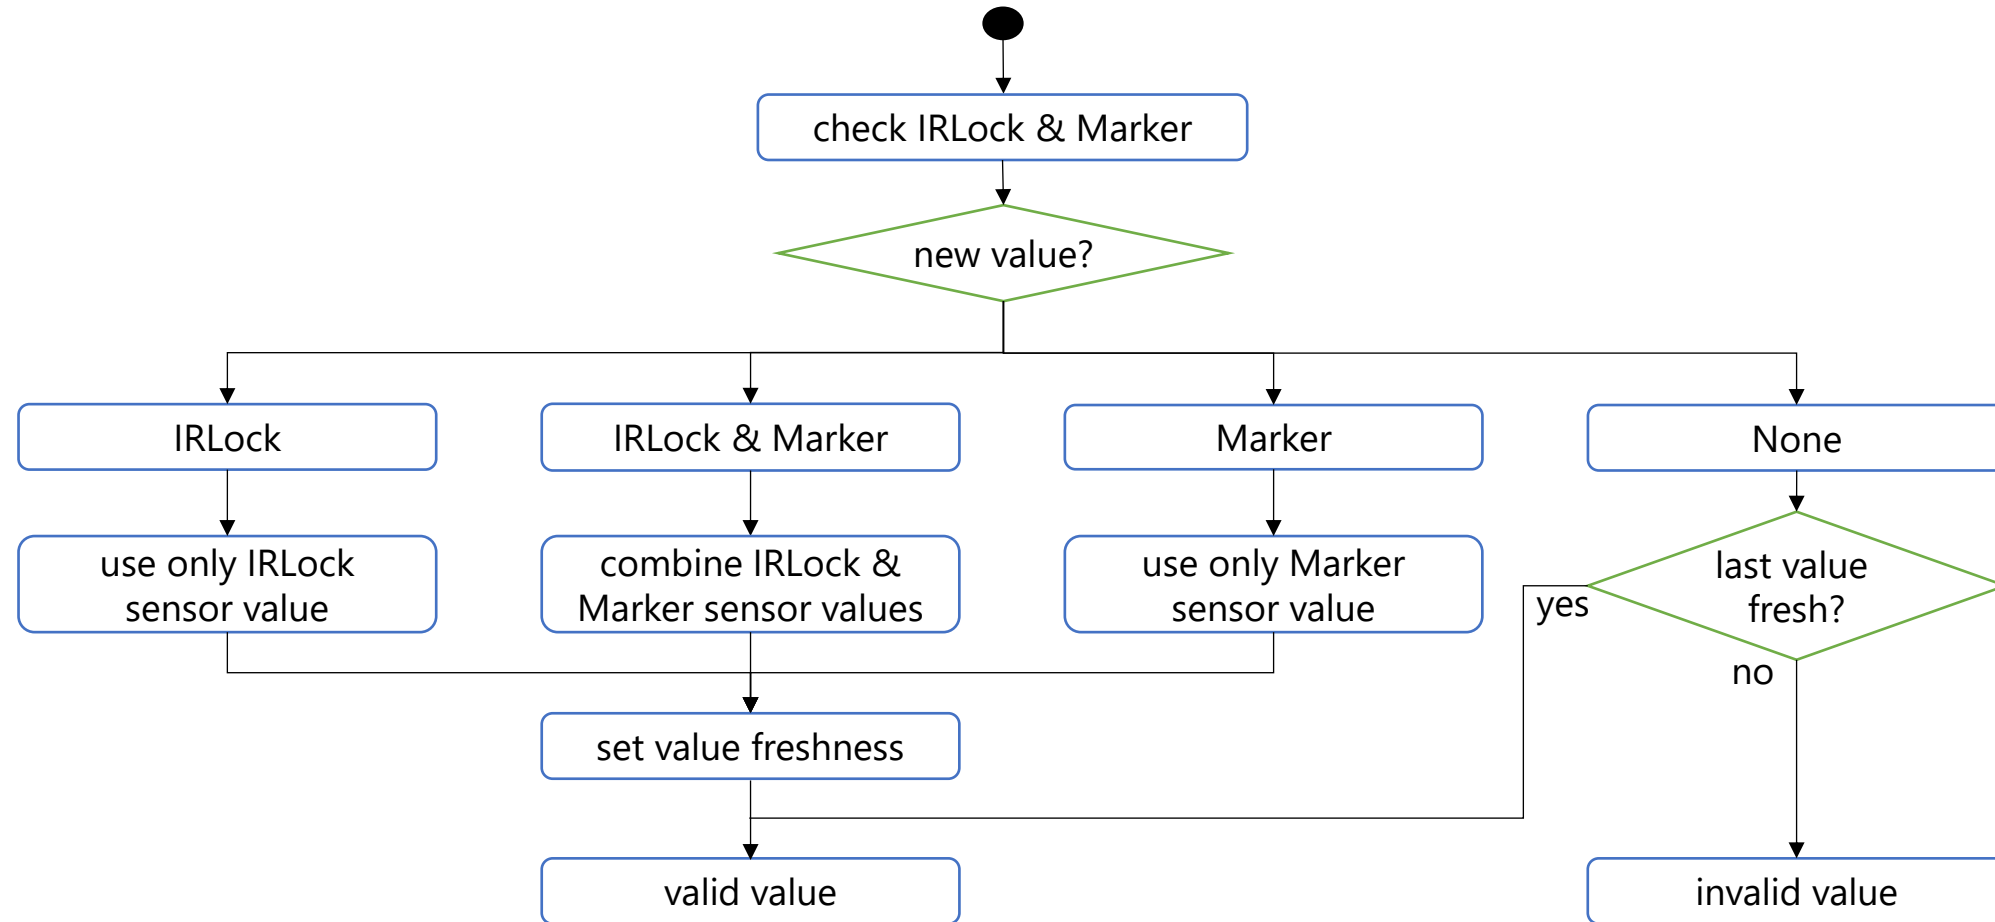 check IRLock & Marker
new value?
IRLock
IRLock & Marker
Marker
None
use only IRLock
sensor value
combine IRLock &
Marker sensor values
use only Marker
sensor value
last value
fresh?
yes
no
set value freshness
valid value
invalid value